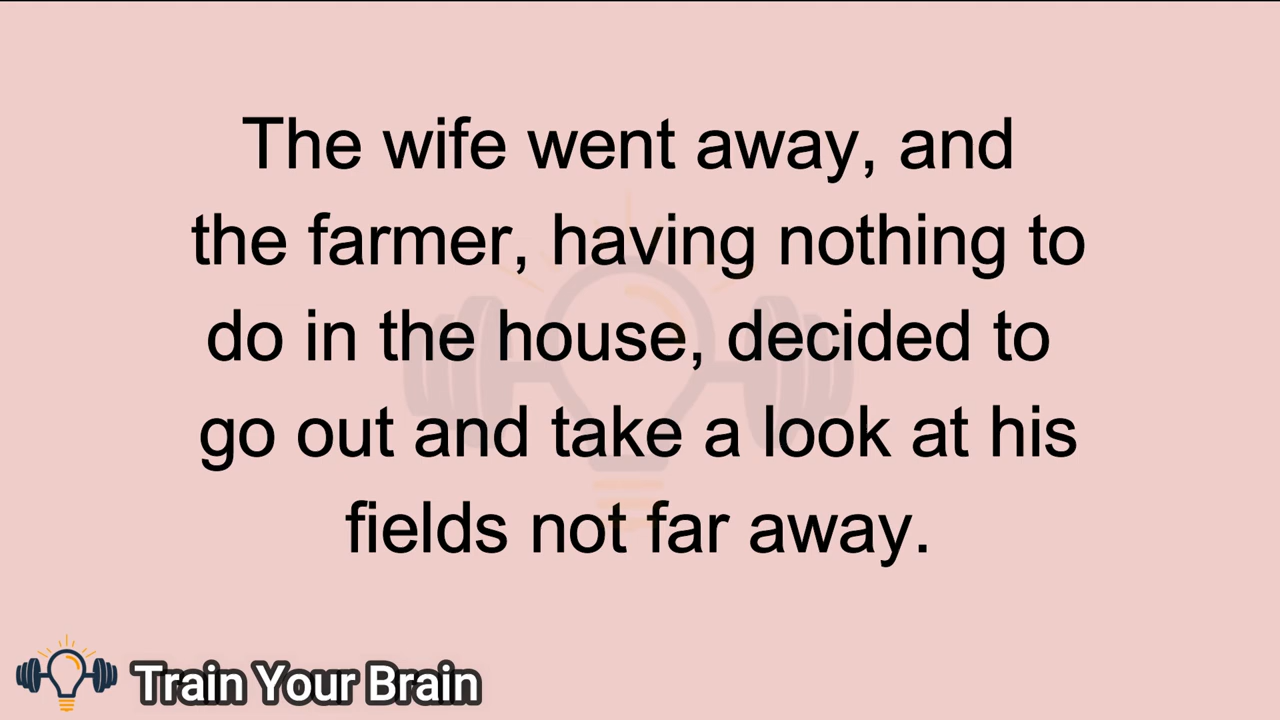 The wife went away, and
the farmer, having nothing to
do in the house, decided to
go out and take a look at his
fields not far away.
Train Your Brain